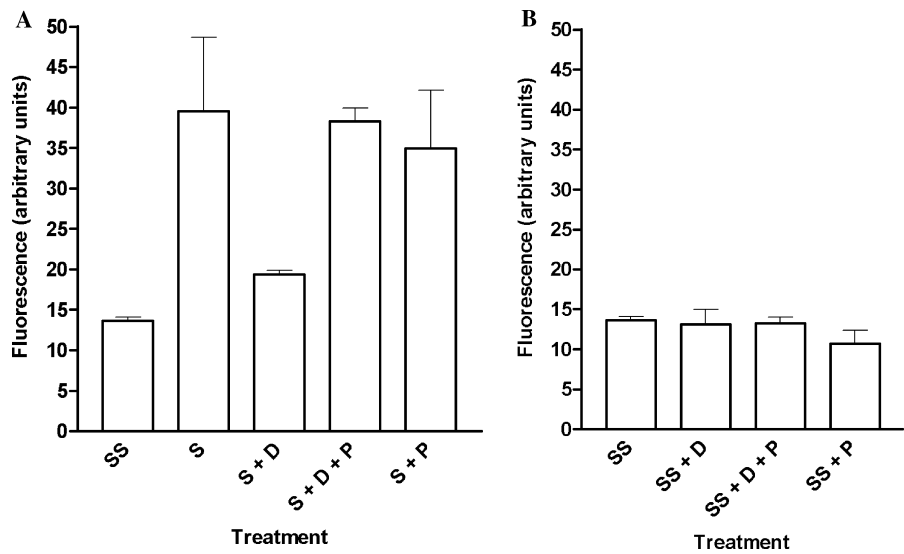 A
Fluorescence (arbitrary units)
50
45
40
35
30
25
20
15
10
5
0
SS
S
S + D
S + D + P
S + P
Treatment
B
Fluorescence (arbitrary units)
50
45
40
35
30
25
20
15
10
5
0
SS
SS + D
SS + D + P
SS + P
Treatment